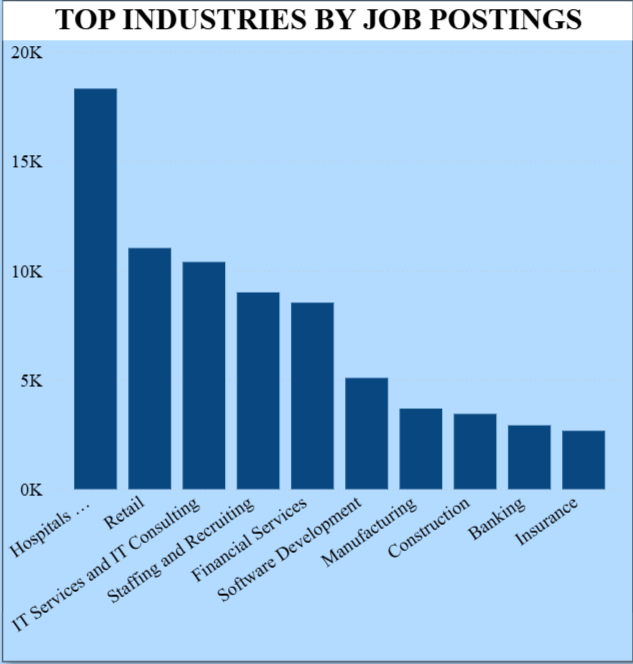 TOP INDUSTRIES BY JOB POSTINGS
20K
15K
10K
5K
0K
Hospitals ...
Retail
IT Services and IT Consulting
Staffing and Recruiting
Financial Services
Software Development
Manufacturing
Construction
Banking
Insurance